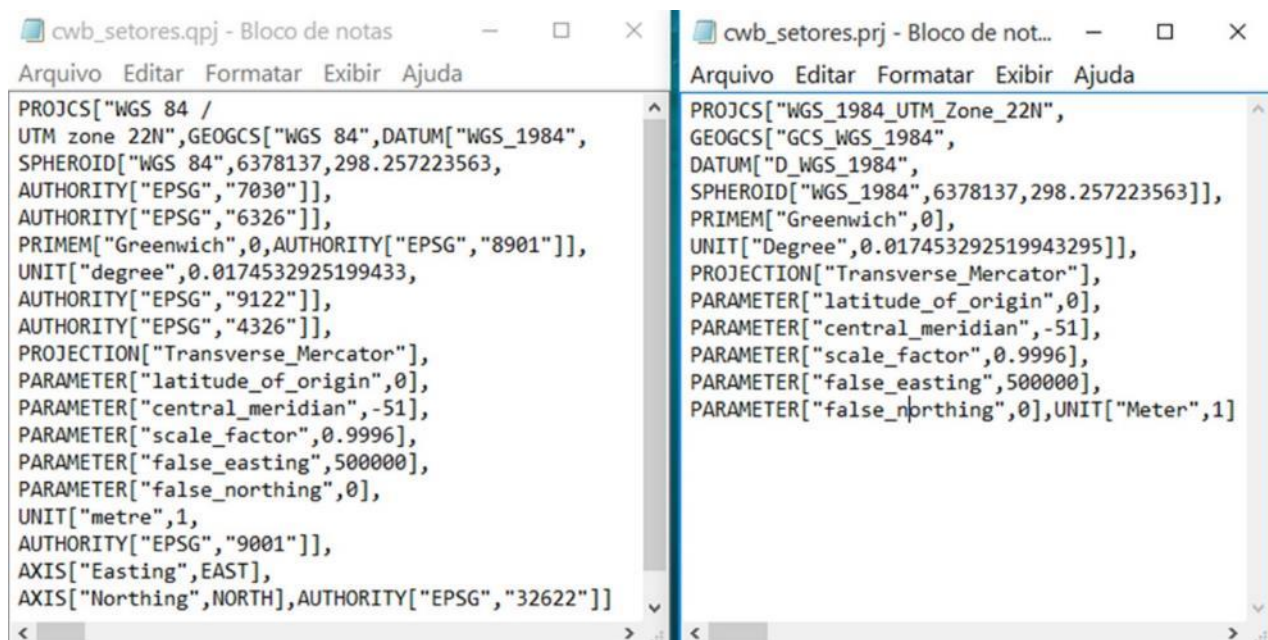 cwb_setores.qpj - Bloco de notas
Arquivo Editar Formatar Exibir Ajuda
PROJCS["WGS 84 /
UTM zone 22N",GEOGCS["WGS 84",DATUM["WGS_1984",
SPHEROID["WGS 84",6378137,298.257223563,
AUTHORITY["EPSG","7030"]],
AUTHORITY["EPSG","6326"]],
PRIMEM["Greenwich",0,AUTHORITY["EPSG","8901"]],
UNIT["degree",0.0174532925199433,
AUTHORITY["EPSG","9122"]],
AUTHORITY["EPSG","4326"]],
PROJECTION["Transverse_Mercator"],
PARAMETER["latitude_of_origin",0],
PARAMETER["central_meridian",-51],
PARAMETER["scale_factor",0.9996],
PARAMETER["false_easting",500000],
PARAMETER["false_northing",0],
UNIT["metre",1,
AUTHORITY["EPSG","9001"]],
AXIS["Easting",EAST],
AXIS["Northing",NORTH],AUTHORITY["EPSG","32622"]]
cwb_setores.prj - Bloco de not...
Arquivo Editar Formatar Exibir Ajuda
PROJCS["WGS_1984_UTM_Zone_22N",
GEOGCS["GCS_WGS_1984",
DATUM["D_WGS_1984",
SPHEROID["WGS_1984",6378137,298.257223563]],
PRIMEM["Greenwich",0],
UNIT["Degree",0.017453292519943295]],
PROJECTION["Transverse_Mercator"],
PARAMETER["latitude_of_origin",0],
PARAMETER["central_meridian",-51],
PARAMETER["scale_factor",0.9996],
PARAMETER["false_easting",500000],
PARAMETER["false_northing",0],UNIT["Meter",1]